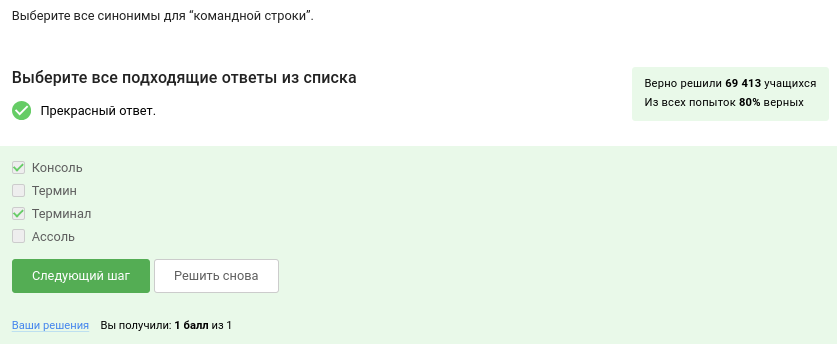 Выберите все синонимы для “командной строки”.
Выберите все подходящие ответы из списка
Верно решили 69 413 учащихся
Из всех попыток 80% верных
Прекрасный ответ.
Консоль
Термин
Терминал
Ассоль
Следующий шаг
Решить снова
Ваши решения Вы получили: 1 балл из 1